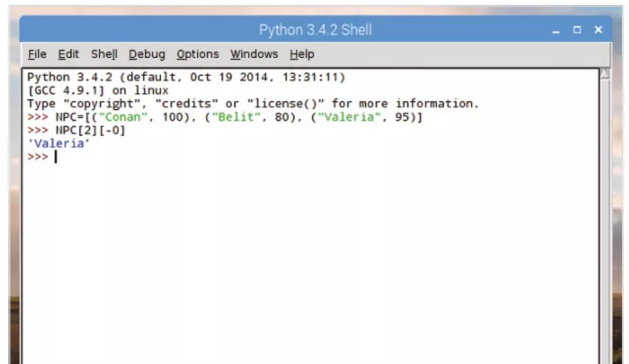 Python 3.4.2 Shell
File Edit Shell Debug Options Windows Help
Python 3.4.2 (default, Oct 19 2014, 13:31:11)
[GCC 4.9.1] on linux
Type "copyright", "credits" or "license()" for more information.
>>> NPC=[("Conan", 100), ("Belit", 80), ("Valeria", 95)]
>>> NPC[2][-0]
'Valeria'
>>>